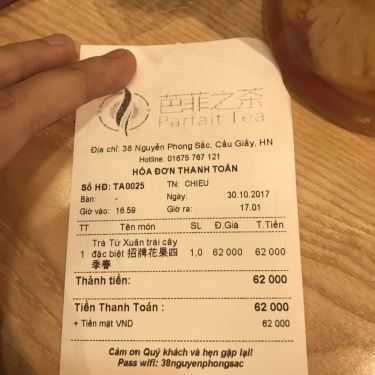 芭菲之茶
Parfait Tea
Địa chỉ: 38 Nguyễn Phong Sắc, Cầu Giấy, HN
Hotline: 01675 767 121
HÓA ĐƠN THANH TOÁN
Số HĐ: TA0025 TN: CHIEU
Bàn: - Ngày: 30.10.2017
Giờ vào: 16.59 Giờ ra: 17.01
TT Tên món SL Đ.Giá T.Tiền
1 Trà Tứ Xuân trái cây đặc biệt 招牌花果四季春 1,0 62 000 62 000
Thành tiền: 62 000
Tiền Thanh Toán : 62 000
+ Tiền mặt VND 62 000
Cám ơn Quý khách và hẹn gặp lại!
Pass wifi: 38nguyenphongsac